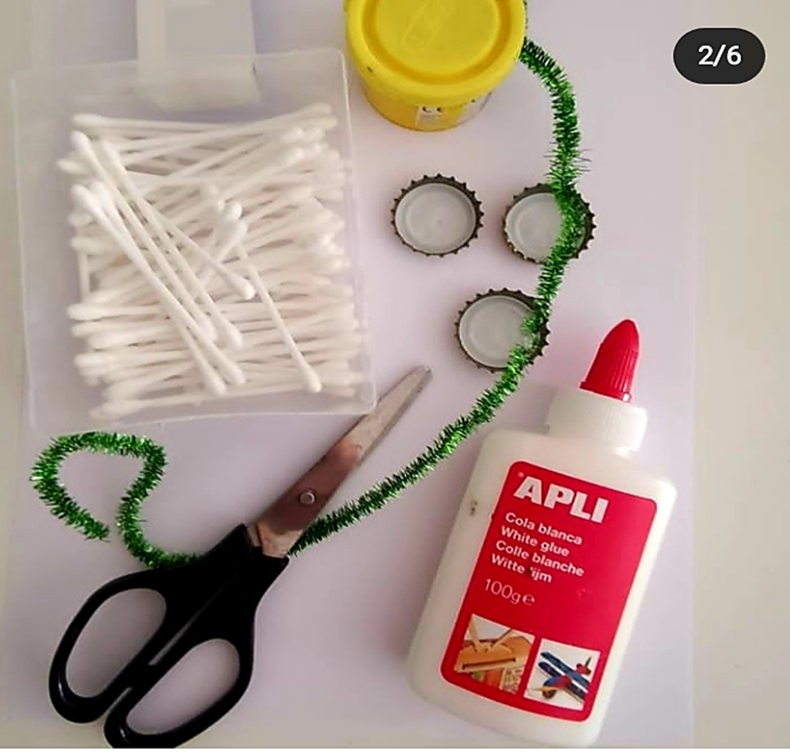 2/6
APLI
Cola blanca
White glue
Colle blanche
Witte lijm
100g℮